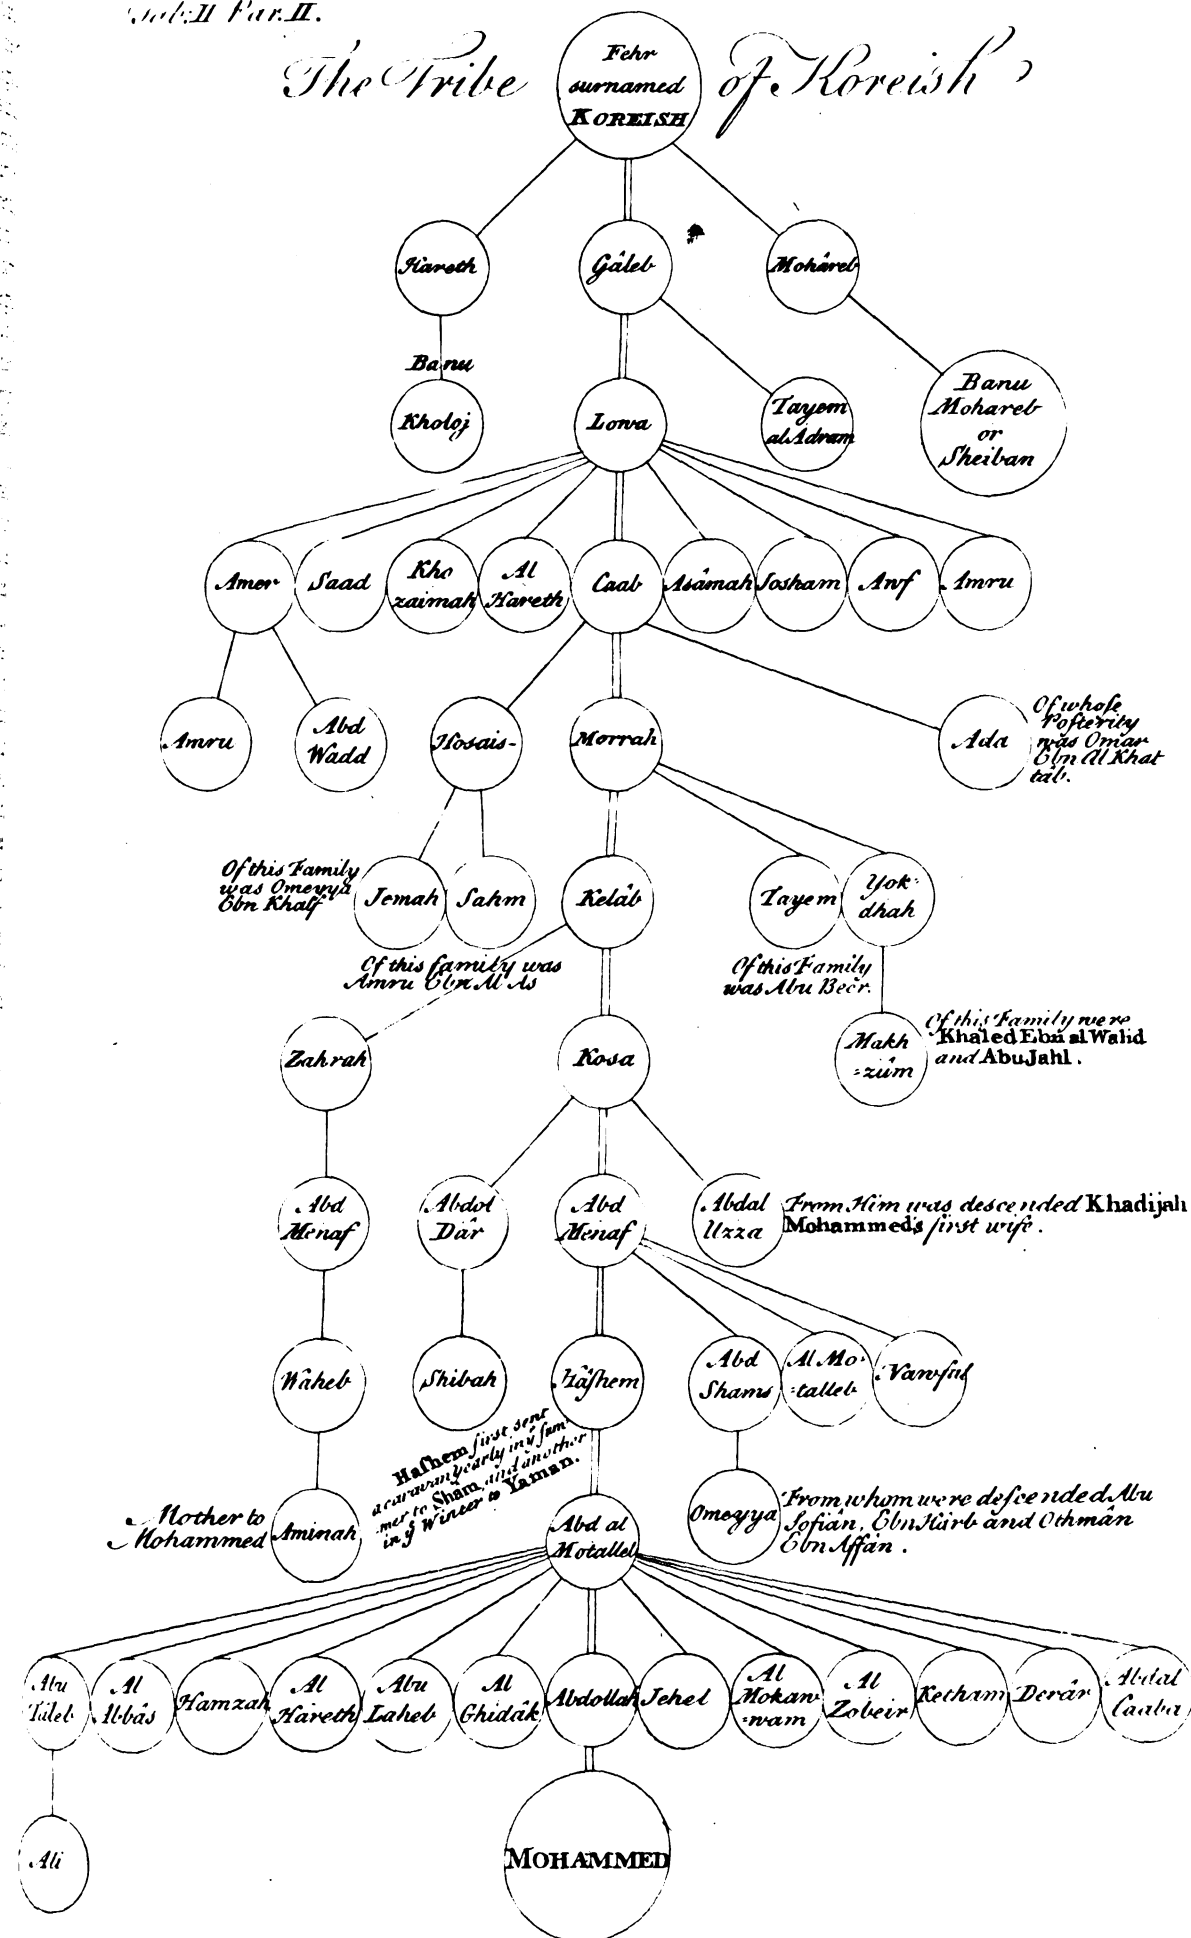 Tab. II Par. II.
The Tribe of Koreish
Fehr
surnamed
KOREISH
Hareth
Gâleb
Mohâreb
Banu
Kholoj
Lowa
Tayem
al Adram
Banu
Mohareb
or
Sheiban
Amer
Saad
Kho
zaimah
Al
Hareth
Caab
Asâmah
Josham
Awf
Amru
Amru
Abd
Wadd
Hosais-
Morrah
Ada
Of whose
Posterity
was Omar
Ebn Al Khat
tâb.
Of this Family
was Omeyya
Ebn Khalf
Jemah
Sahm
Kelâb
Tayem
Yok-
dhah
Of this family was
Amru Ebn Al As
Of this Family
was Abu Becr.
Zahrah
Kosa
Makh
=zûm
Of this Family were
Khaled Ebn al Walid
and Abu Jahl.
Abd
Menaf
Abdol
Dâr
Abd
Menaf
Abdal
Uzza
From Him was descended Khadijah
Mohammed's first wife.
Waheb
Shibah
Hâshem
Abd
Shams
Al Mo-
=talleb
Nawfal
Hashem first sent
a caravan yearly in ẏ sum
mer to Sham, and another
in ẏ Winter to Yaman.
Mother to
Mohammed
Aminah
Abd al
Motalleb
Omeyya
From whom were descended Abu
Sofiân, Ebn Harb and Othmân
Ebn Affân.
Abu
Taleb
Al
Abbâs
Hamzah
Al
Hareth
Abu
Laheb
Al
Ghidâk
Abdollah
Jehel
Al
Mokaw
=wam
Al
Zobeir
Ketham
Derâr
Abdal
Caaba
Ali
MOHAMMED